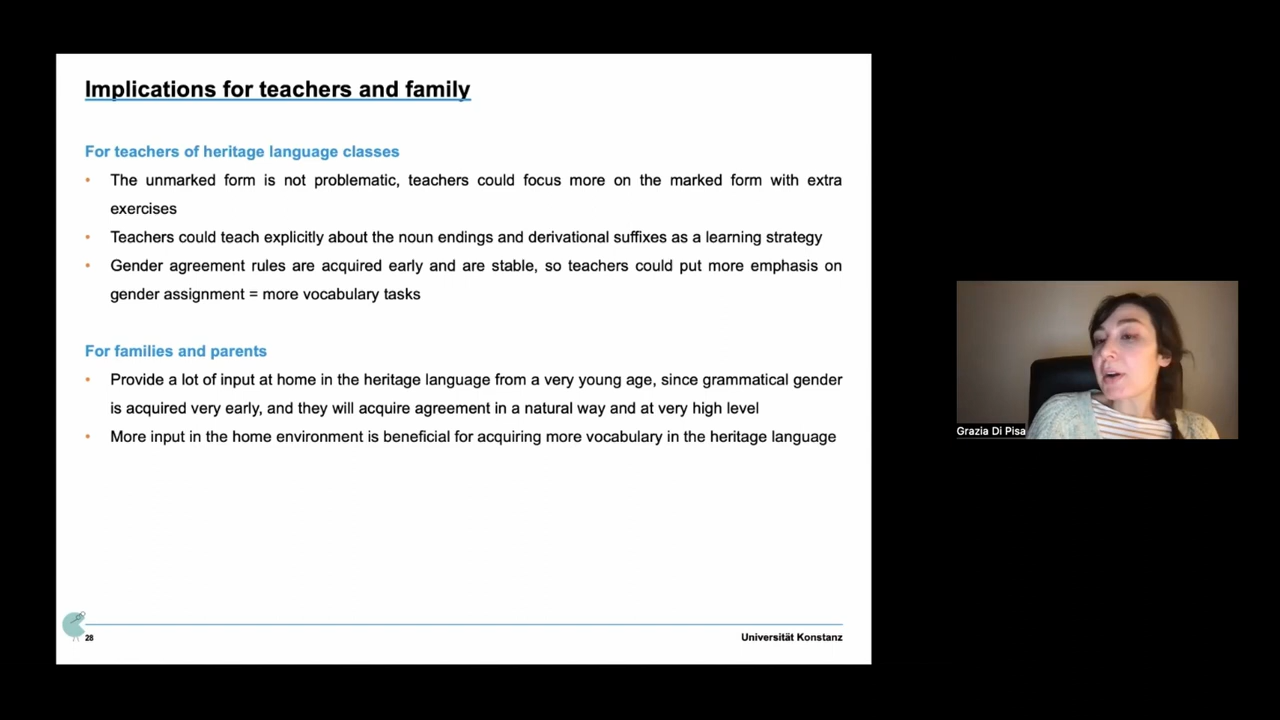 Implications for teachers and family
For teachers of heritage language classes
• The unmarked form is not problematic, teachers could focus more on the marked form with extra
exercises
• Teachers could teach explicitly about the noun endings and derivational suffixes as a learning strategy
• Gender agreement rules are acquired early and are stable, so teachers could put more emphasis on
gender assignment = more vocabulary tasks
For families and parents
• Provide a lot of input at home in the heritage language from a very young age, since grammatical gender
is acquired very early, and they will acquire agreement in a natural way and at very high level
• More input in the home environment is beneficial for acquiring more vocabulary in the heritage language
28
Universität Konstanz
Grazia Di Pisa